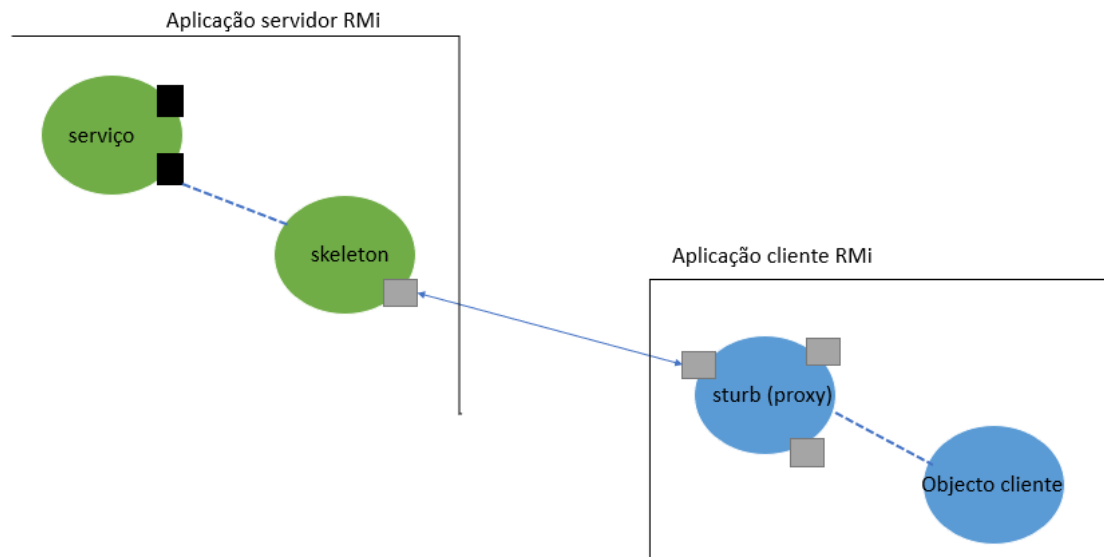 Aplicação servidor RMi
serviço
skeleton
Aplicação cliente RMi
sturb (proxy)
Objecto cliente